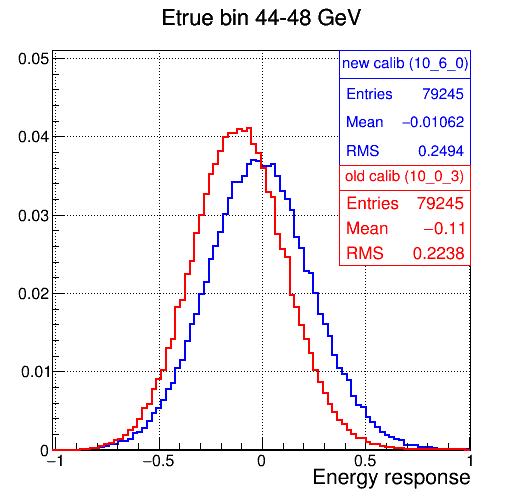 Etrue bin 44-48 GeV
0.05
0.04
0.03
0.02
0.01
0
new calib (10_6_0)
Entries 79245
Mean −0.01062
RMS 0.2494
old calib (10_0_3)
Entries 79245
Mean −0.11
RMS 0.2238
−1 −0.5 0 0.5 1
Energy response